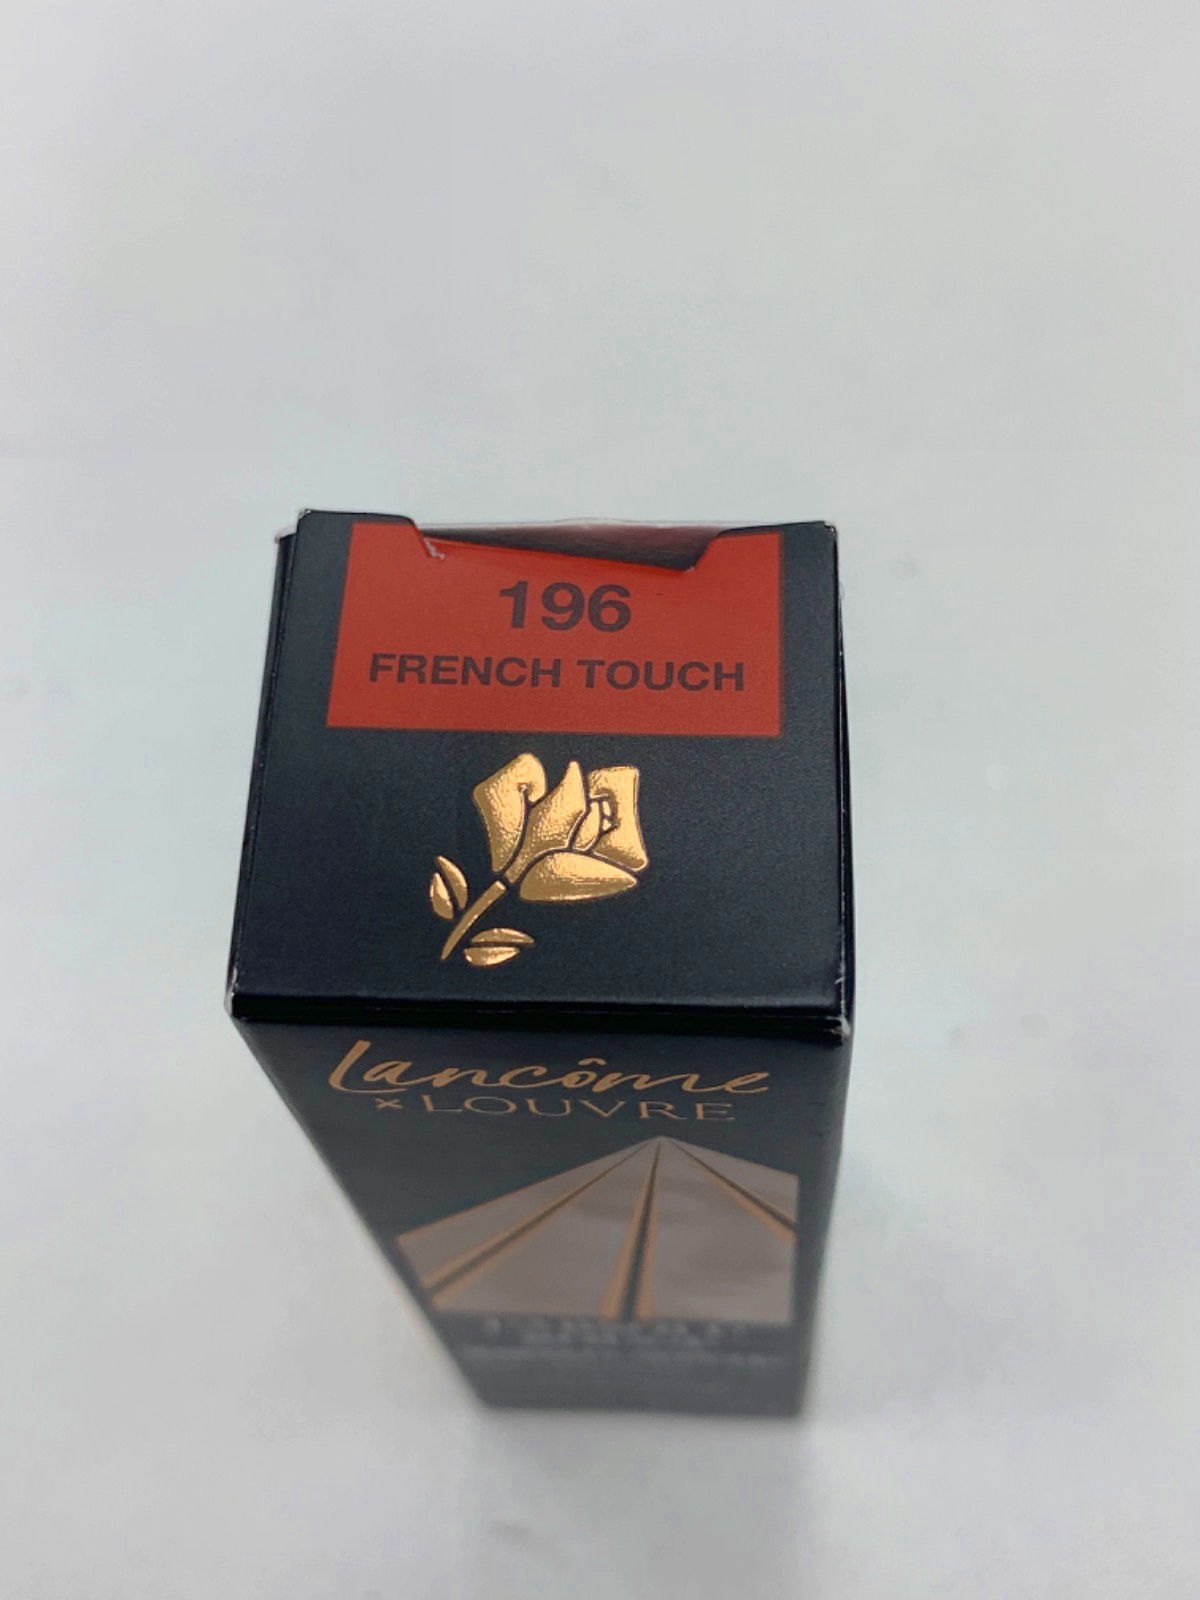 196
FRENCH TOUCH
Lancôme
× LOUVRE